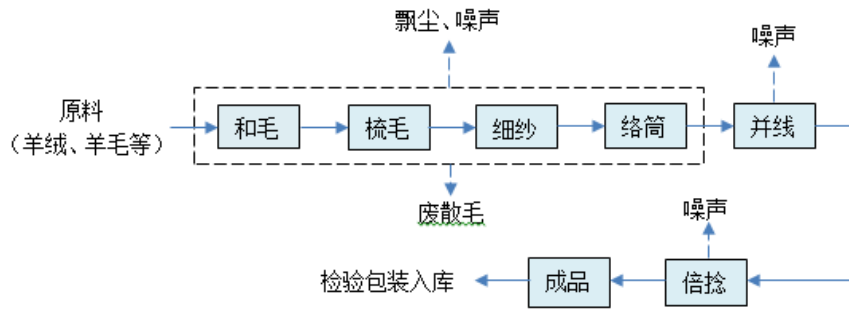 飘尘、噪声
噪声
原料
（羊绒、羊毛等）
和毛
梳毛
细纱
络筒
并线
废散毛
噪声
检验包装入库
成品
倍捻